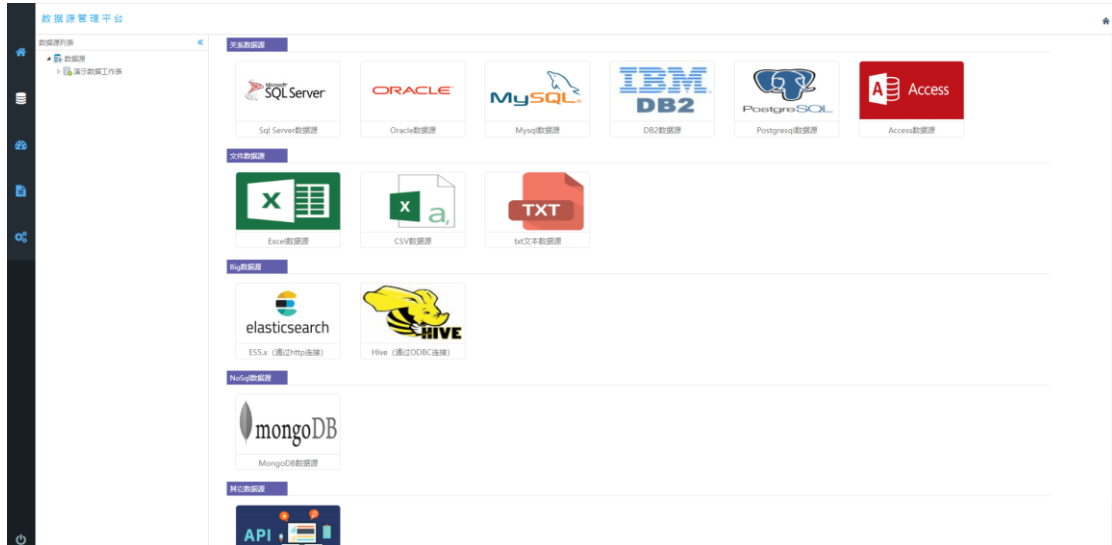 数据源管理平台
数据源列表
数据源
演示数据工作表
关系数据源
Microsoft
SQL Server
ORACLE
MySQL
IBM
DB2
PostgreSQL
A Access
Sql Server数据源
Oracle数据源
Mysql数据源
DB2数据源
Postgresql数据源
Access数据源
文件数据源
X
X
a,
TXT
Excel数据源
CSV数据源
txt文本数据源
Big数据源
elasticsearch
HIVE
ES5.x（通过http连接）
Hive（通过ODBC连接）
NoSql数据源
mongoDB
MongoDB数据源
其它数据源
API